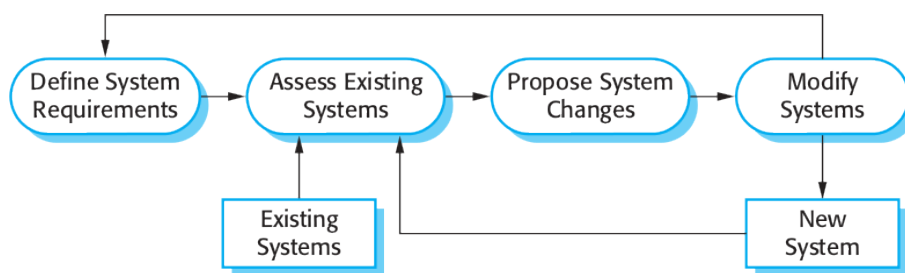 Define System
Requirements
Assess Existing
Systems
Propose System
Changes
Modify
Systems
Existing
Systems
New
System